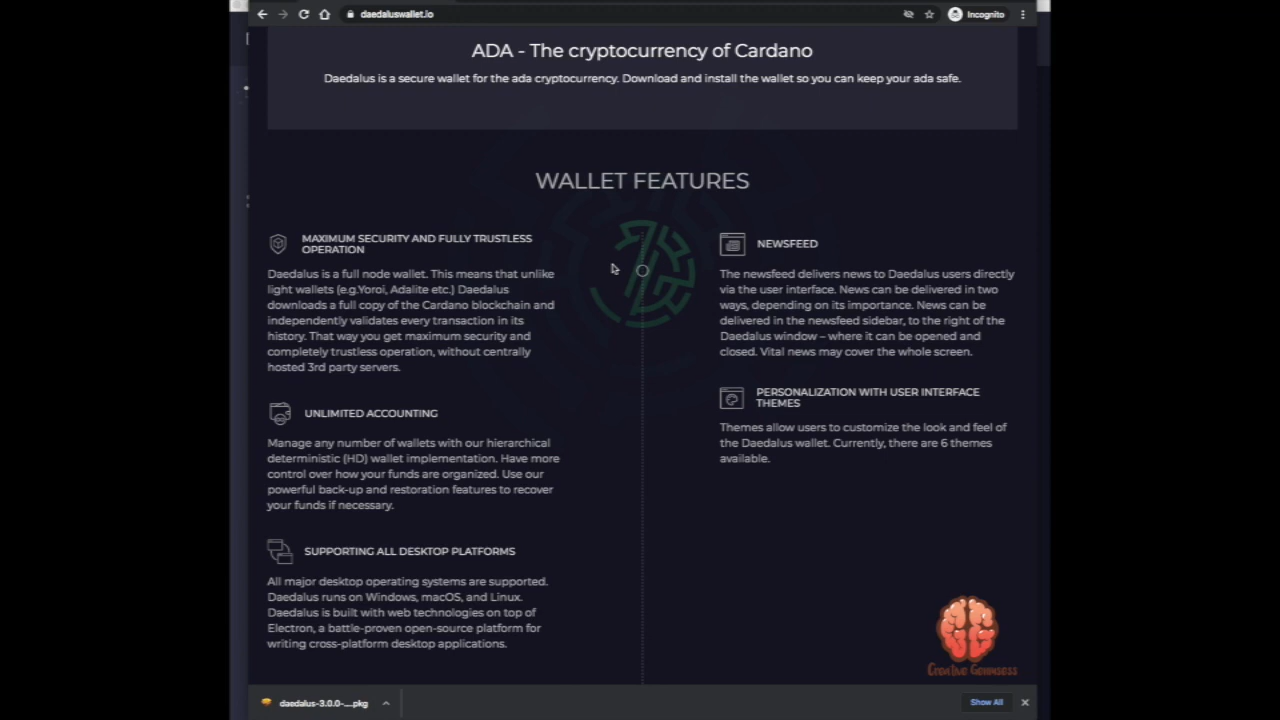 daedaluswallet.io
Incognito
ADA - The cryptocurrency of Cardano
Daedalus is a secure wallet for the ada cryptocurrency. Download and install the wallet so you can keep your ada safe.
WALLET FEATURES
MAXIMUM SECURITY AND FULLY TRUSTLESS
OPERATION
Daedalus is a full node wallet. This means that unlike
light wallets (e.g.Yoroi, Adalite etc.) Daedalus
downloads a full copy of the Cardano blockchain and
independently validates every transaction in its
history. That way you get maximum security and
completely trustless operation, without centrally
hosted 3rd party servers.
UNLIMITED ACCOUNTING
Manage any number of wallets with our hierarchical
deterministic (HD) wallet implementation. Have more
control over how your funds are organized. Use our
powerful back-up and restoration features to recover
your funds if necessary.
SUPPORTING ALL DESKTOP PLATFORMS
All major desktop operating systems are supported.
Daedalus runs on Windows, macOS, and Linux.
Daedalus is built with web technologies on top of
Electron, a battle-proven open-source platform for
writing cross-platform desktop applications.
NEWSFEED
The newsfeed delivers news to Daedalus users directly
via the user interface. News can be delivered in two
ways, depending on its importance. News can be
delivered in the newsfeed sidebar, to the right of the
Daedalus window – where it can be opened and
closed. Vital news may cover the whole screen.
PERSONALIZATION WITH USER INTERFACE
THEMES
Themes allow users to customize the look and feel of
the Daedalus wallet. Currently, there are 6 themes
available.
daedalus-3.0.0-....pkg
Show All